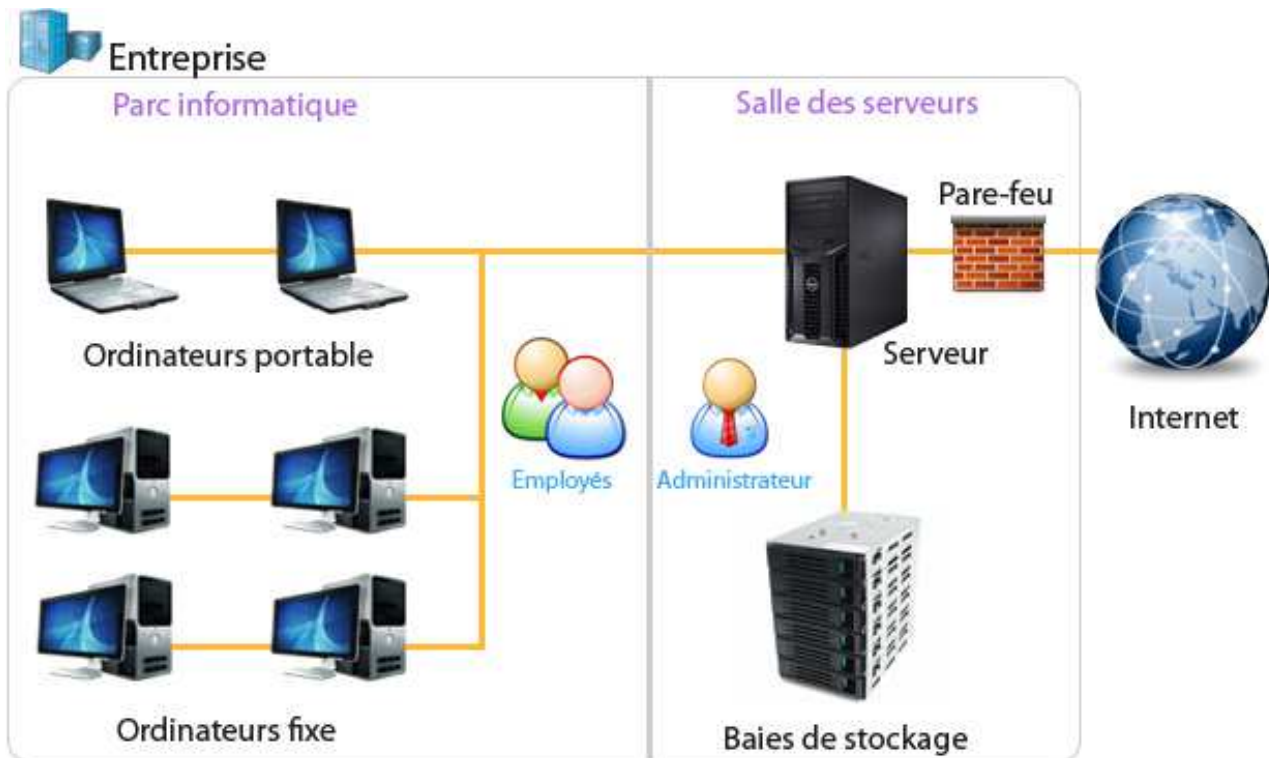 Entreprise
Parc informatique
Salle des serveurs
Pare-feu
Ordinateurs portable
Serveur
Internet
Employés
Administrateur
Ordinateurs fixe
Baies de stockage